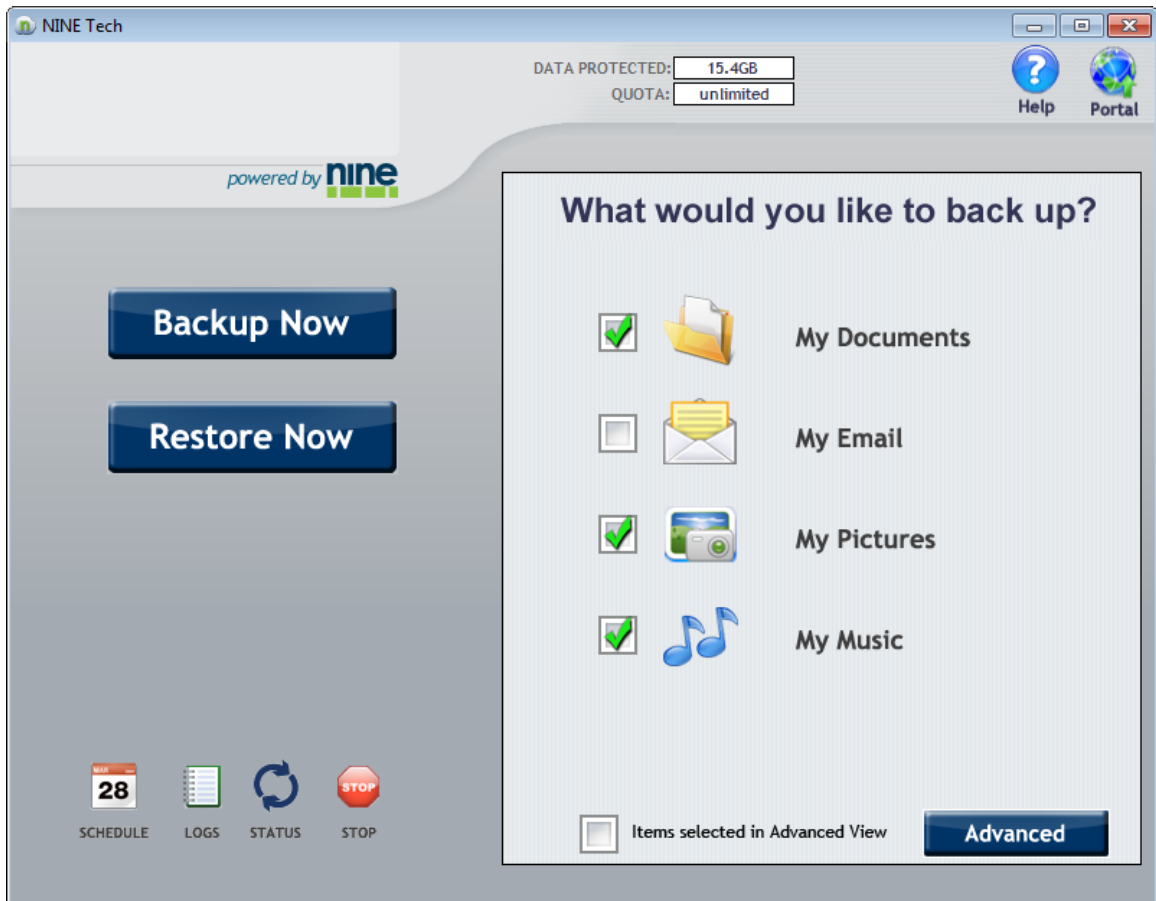 NINE Tech
DATA PROTECTED: 15.4GB
QUOTA: unlimited
Help
Portal
powered by nine
What would you like to back up?
Backup Now
Restore Now
My Documents
My Email
My Pictures
My Music
MAR
28
STOP
SCHEDULE
LOGS
STATUS
STOP
Items selected in Advanced View
Advanced